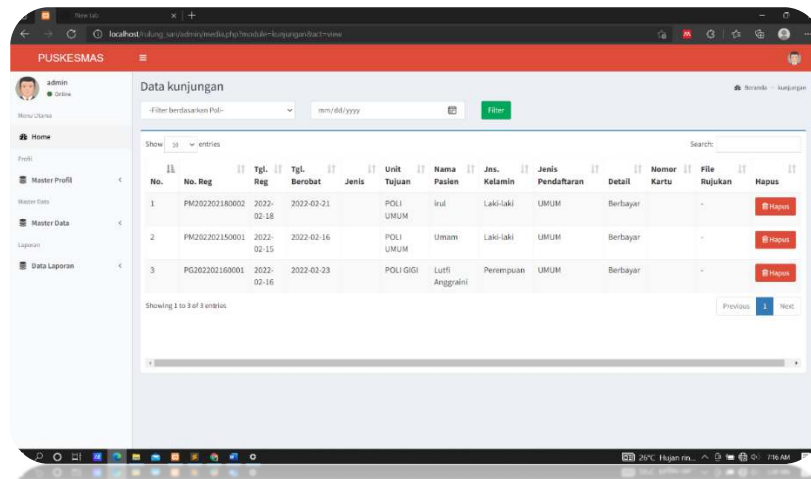 New tab
localhost/tulung_sari/admin/media.php?module=kunjungan&act=view
PUSKESMAS
admin
Online
Menu Utama
Home
Profil
Master Profil
Master Data
Master Data
Laporan
Data Laporan
Data kunjungan
Beranda
kunjungan
-Filter berdasarkan Poli-
mm/dd/yyyy
Filter
Show 10 entries
Search:
No. No. Reg Tgl. Reg Tgl. Berobat Jenis Unit Tujuan Nama Pasien Jns. Kelamin Jenis Pendaftaran Detail Nomor Kartu File Rujukan Hapus
1 PM202202180002 2022-02-18 2022-02-21 POLI UMUM irul Laki-laki UMUM Berbayar - Hapus
2 PM202202150001 2022-02-15 2022-02-16 POLI UMUM Umam Laki-laki UMUM Berbayar - Hapus
3 PG202202160001 2022-02-16 2022-02-23 POLI GIGI Lutfi Anggraini Perempuan UMUM Berbayar - Hapus
Showing 1 to 3 of 3 entries
Previous 1 Next
26°C Hujan rin... 7:16 AM